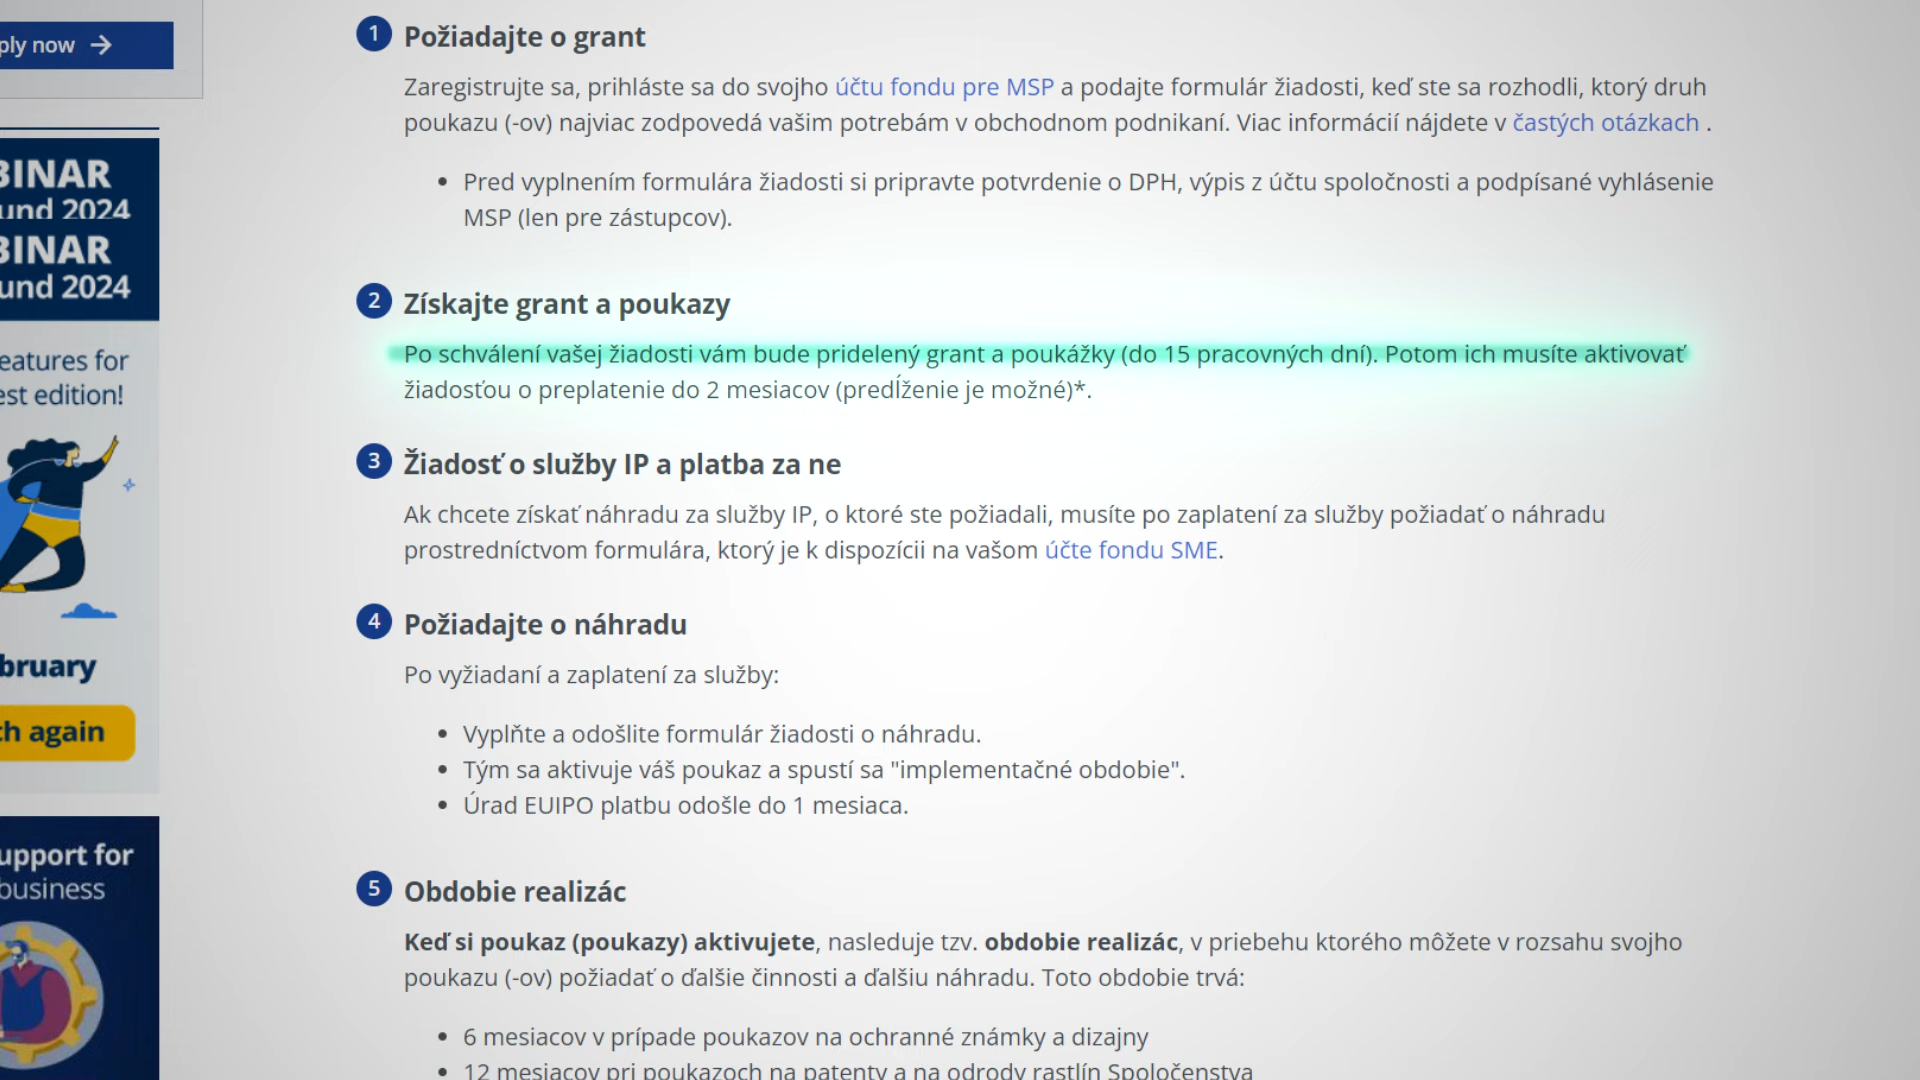 ply now
BINAR
und 2024
BINAR
und 2024
eatures for
est edition!
bruary
ch again
upport for
business
1 Požiadajte o grant
Zaregistrujte sa, prihláste sa do svojho účtu fondu pre MSP a podajte formulár žiadosti, keď ste sa rozhodli, ktorý druh
poukazu (-ov) najviac zodpovedá vašim potrebám v obchodnom podnikaní. Viac informácií nájdete v častých otázkach .
• Pred vyplnením formulára žiadosti si pripravte potvrdenie o DPH, výpis z účtu spoločnosti a podpísané vyhlásenie
MSP (len pre zástupcov).
2 Získajte grant a poukazy
Po schválení vašej žiadosti vám bude pridelený grant a poukážky (do 15 pracovných dní). Potom ich musíte aktivovať
žiadosťou o preplatenie do 2 mesiacov (predĺženie je možné)*.
3 Žiadosť o služby IP a platba za ne
Ak chcete získať náhradu za služby IP, o ktoré ste požiadali, musíte po zaplatení za služby požiadať o náhradu
prostredníctvom formulára, ktorý je k dispozícii na vašom účte fondu SME.
4 Požiadajte o náhradu
Po vyžiadaní a zaplatení za služby:
• Vyplňte a odošlite formulár žiadosti o náhradu.
• Tým sa aktivuje váš poukaz a spustí sa "implementačné obdobie".
• Úrad EUIPO platbu odošle do 1 mesiaca.
5 Obdobie realizác
Keď si poukaz (poukazy) aktivujete, nasleduje tzv. obdobie realizác, v priebehu ktorého môžete v rozsahu svojho
poukazu (-ov) požiadať o ďalšie činnosti a ďalšiu náhradu. Toto obdobie trvá:
• 6 mesiacov v prípade poukazov na ochranné známky a dizajny
• 12 mesiacov pri poukazoch na patenty a na odrody rastlín Spoločenstva